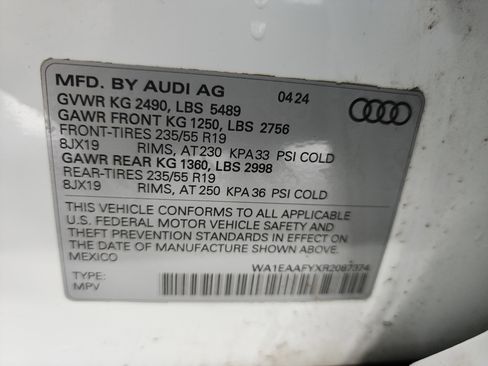 MFD. BY AUDI AG 04 24
GVWR KG 2490, LBS 5489
GAWR FRONT KG 1250, LBS 2756
FRONT-TIRES 235/55 R19
8JX19 RIMS, AT 230 KPA 33 PSI COLD
GAWR REAR KG 1360, LBS 2998
REAR-TIRES 235/55 R19
8JX19 RIMS, AT 250 KPA 36 PSI COLD
THIS VEHICLE CONFORMS TO ALL APPLICABLE
U.S. FEDERAL MOTOR VEHICLE SAFETY AND
THEFT PREVENTION STANDARDS IN EFFECT ON
THE DATE OF MANUFACTURE SHOWN ABOVE.
MEXICO
WA1EAAFYXR2087374
TYPE:
MPV